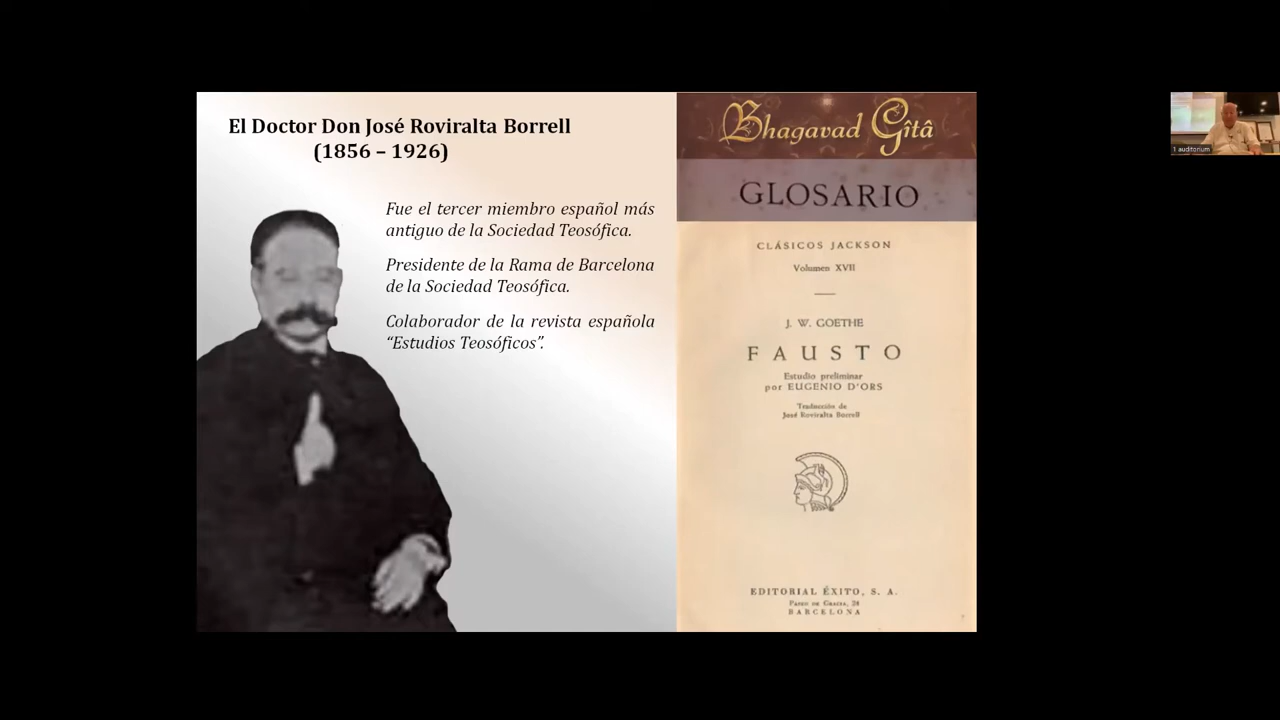 El Doctor Don José Roviralta Borrell
(1856 – 1926)
Fue el tercer miembro español más
antiguo de la Sociedad Teosófica.
Presidente de la Rama de Barcelona
de la Sociedad Teosófica.
Colaborador de la revista española
“Estudios Teosóficos”.
Bhagavad Gîtâ
GLOSARIO
CLÁSICOS JACKSON
Volumen XVII
J. W. GOETHE
FAUSTO
Estudio preliminar
por EUGENIO D'ORS
Traducción de
José Roviralta Borrell
EDITORIAL ÉXITO, S. A.
Paseo de Gracia, 24
BARCELONA
1 auditorium